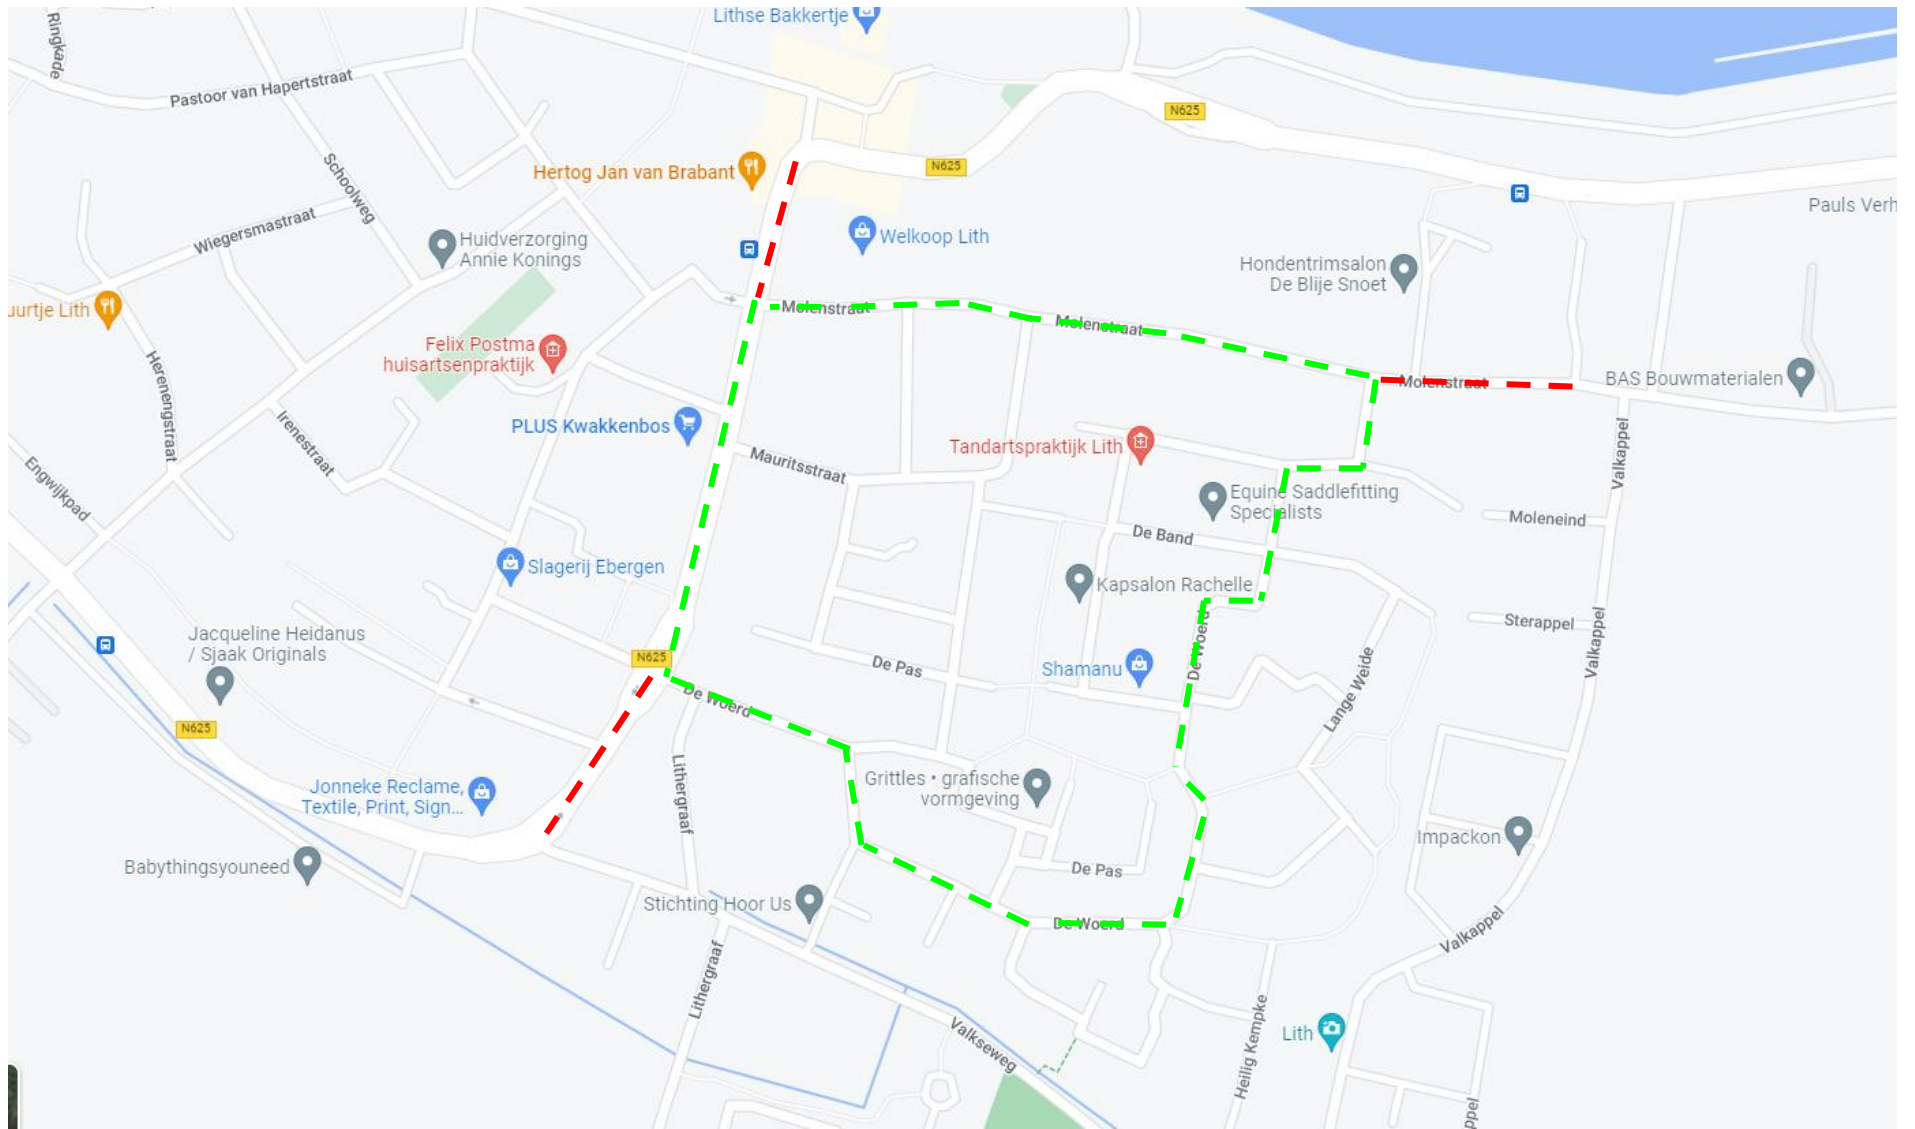 Lithse Bakkertje
Ringkade
Pastoor van Hapertstraat
N625
Schoolweg
Hertog Jan van Brabant
N625
Pauls Verh
Wiegersmastraat
Huidverzorging
Annie Konings
Welkoop Lith
Hondentrimsalon
De Blije Snoet
uurtje Lith
Molenstraat
Molenstraat
Felix Postma
huisartsenpraktijk
Herenengstraat
Molenstraat
BAS Bouwmaterialen
PLUS Kwakkenbos
Irenestraat
Mauritsstraat
Tandartspraktijk Lith
Valkappel
Engwijkpad
Equine Saddlefitting
Specialists
Moleneind
De Band
Slagerij Ebergen
Kapsalon Rachelle
Jacqueline Heidanus
/ Sjaak Originals
Sterappel
De Woerd
Valkappel
N625
De Pas
Shamanu
Lange Weide
De Woerd
N625
Lithergraaf
Jonneke Reclame,
Textile, Print, Sign...
Grittles • grafische
vormgeving
Impackon
Babythingsyouneed
De Pas
Stichting Hoor Us
De Woerd
Valkappel
Lithergraaf
Valkseweg
Heilig Kempke
Lith
ppel